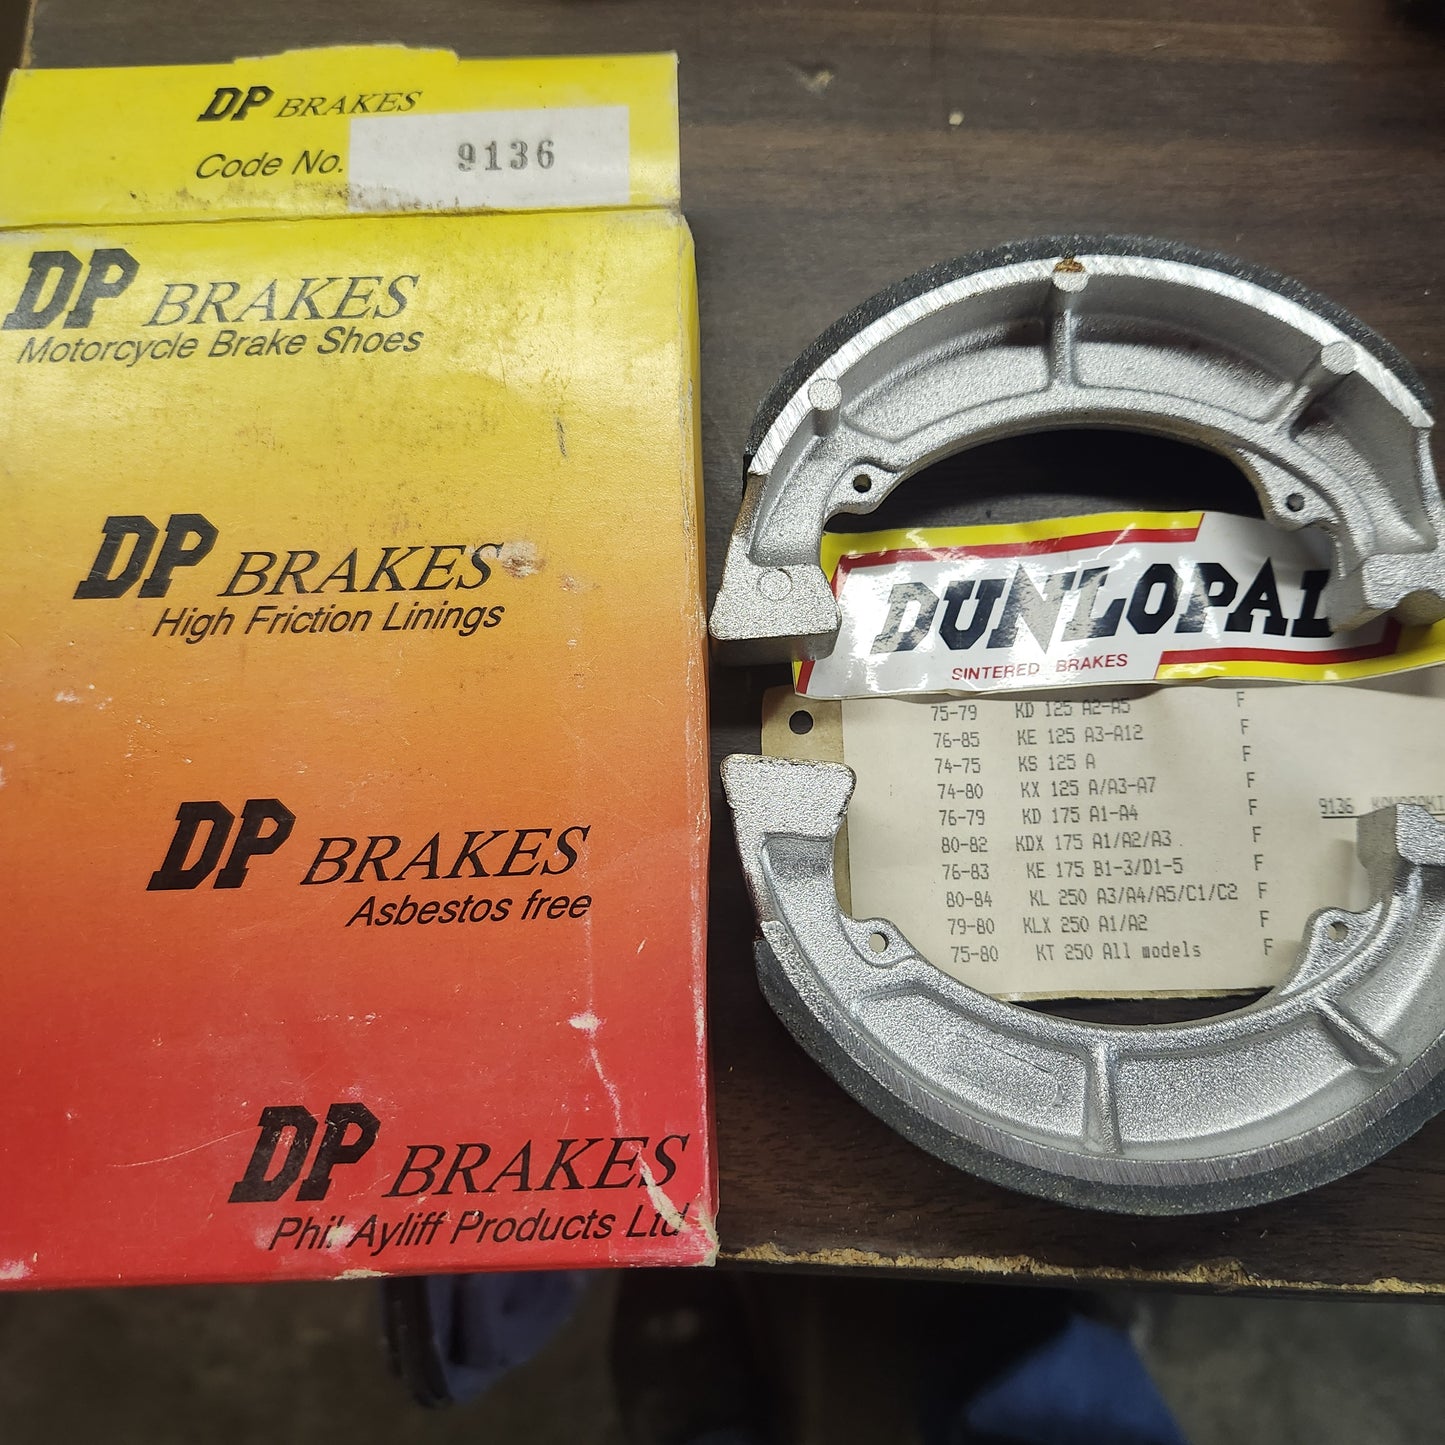 DP BRAKES
Code No. 9136
DP BRAKES
Motorcycle Brake Shoes
DP BRAKES
High Friction Linings
DP BRAKES
Asbestos free
DP BRAKES
Phil Ayliff Products Ltd
DUNLOPAD
SINTERED BRAKES
75-79 KD 125 A2-A5 F
76-85 KE 125 A3-A12 F
74-75 KS 125 A F
74-80 KX 125 A/A3-A7 F
76-79 KD 175 A1-A4 F
80-82 KDX 175 A1/A2/A3 F
76-83 KE 175 B1-3/D1-5 F
80-84 KL 250 A3/A4/A5/C1/C2 F
79-80 KLX 250 A1/A2 F
75-80 KT 250 All models F
9136